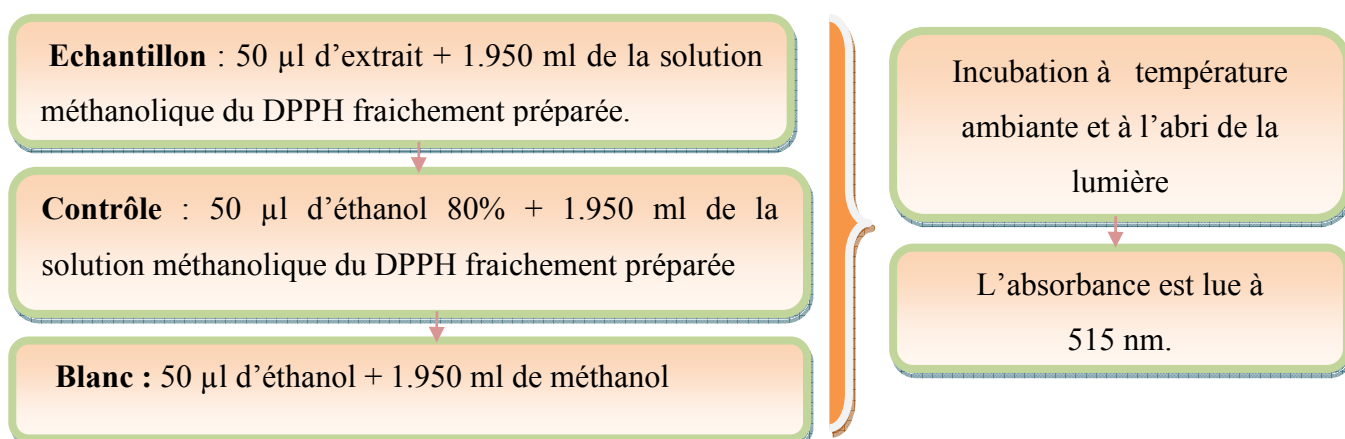 Echantillon : 50 µl d’extrait + 1.950 ml de la solution
méthanolique du DPPH fraichement préparée.
Contrôle : 50 µl d’éthanol 80% + 1.950 ml de la
solution méthanolique du DPPH fraichement préparée
Blanc : 50 µl d’éthanol + 1.950 ml de méthanol
Incubation à température
ambiante et à l’abri de la
lumière
L’absorbance est lue à
515 nm.